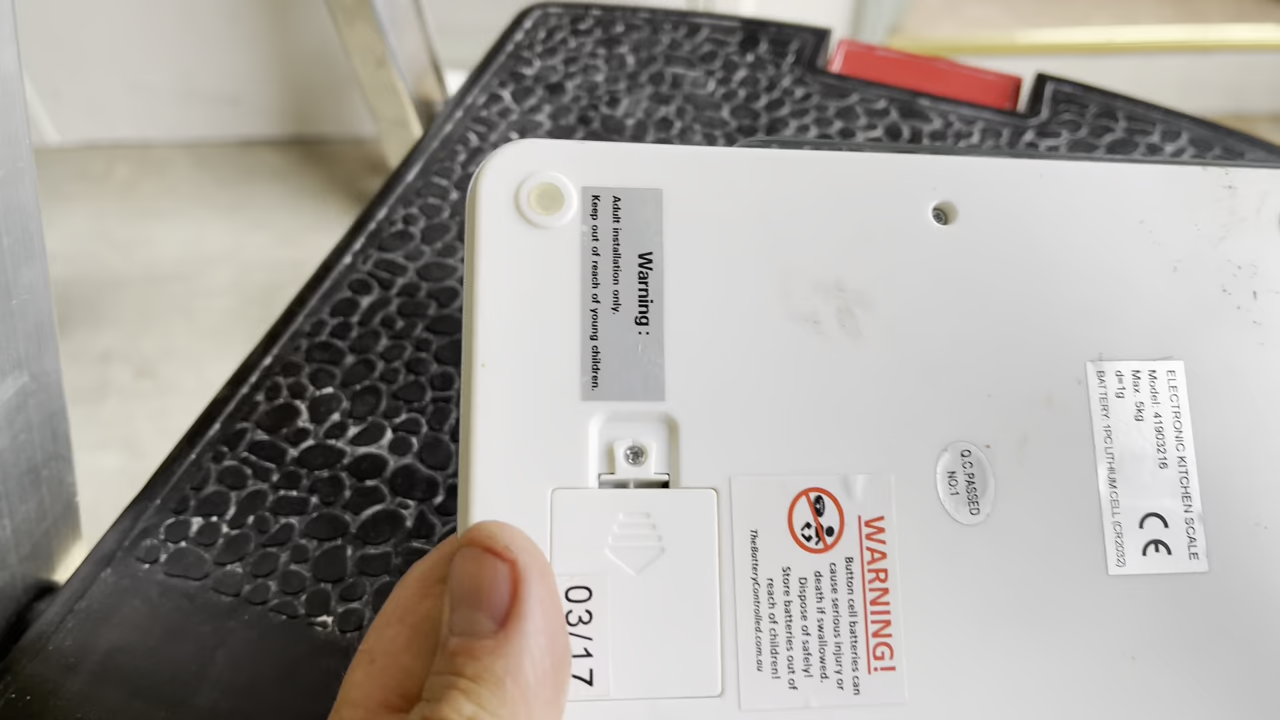 Warning:
Adult installation only.
Keep out of reach of young children.
ELECTRONIC KITCHEN SCALE
Model: 41903216
Max. 5kg
d=1g
BATTERY: 1PC LITHIUM CELL (CR2032)
CE
Q.C.PASSED
NO:1
WARNING!
Button cell batteries can
cause serious injury or
death if swallowed.
Dispose of safely!
Store batteries out of
reach of children!
TheBatteryControlled.com.au
03/17